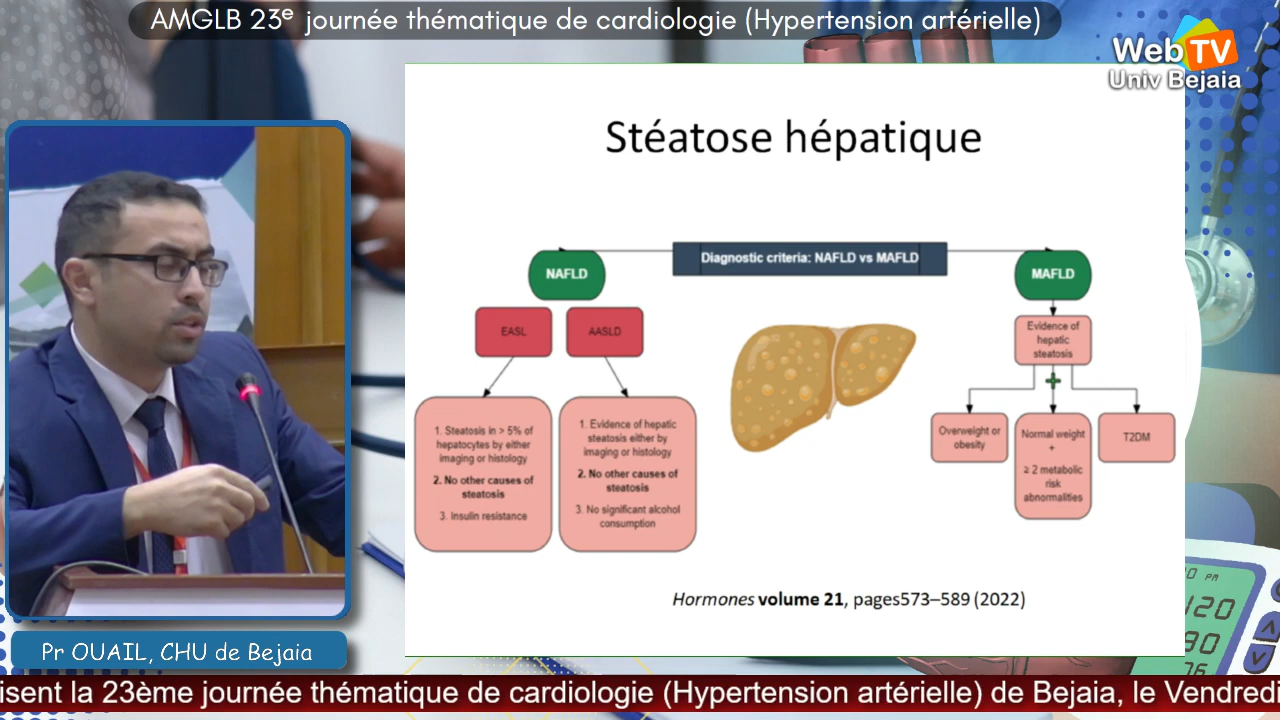 AMGLB 23e journée thématique de cardiologie (Hypertension artérielle)
WebTV
Univ Bejaia
Stéatose hépatique
Diagnostic criteria: NAFLD vs MAFLD
NAFLD
MAFLD
EASL
AASLD
1. Steatosis in > 5% of
hepatocytes by either
imaging or histology
2. No other causes of
steatosis
3. Insulin resistance
1. Evidence of hepatic
steatosis either by
imaging or histology
2. No other causes of
steatosis
3. No significant alcohol
consumption
Evidence of
hepatic
steatosis
Overweight or
obesity
Normal weight
+
≥ 2 metabolic
risk
abnormalities
T2DM
Hormones volume 21, pages573–589 (2022)
Pr OUAIL, CHU de Bejaia
PM
120
80
76
isent la 23ème journée thématique de cardiologie (Hypertension artérielle) de Bejaia, le Vendredi